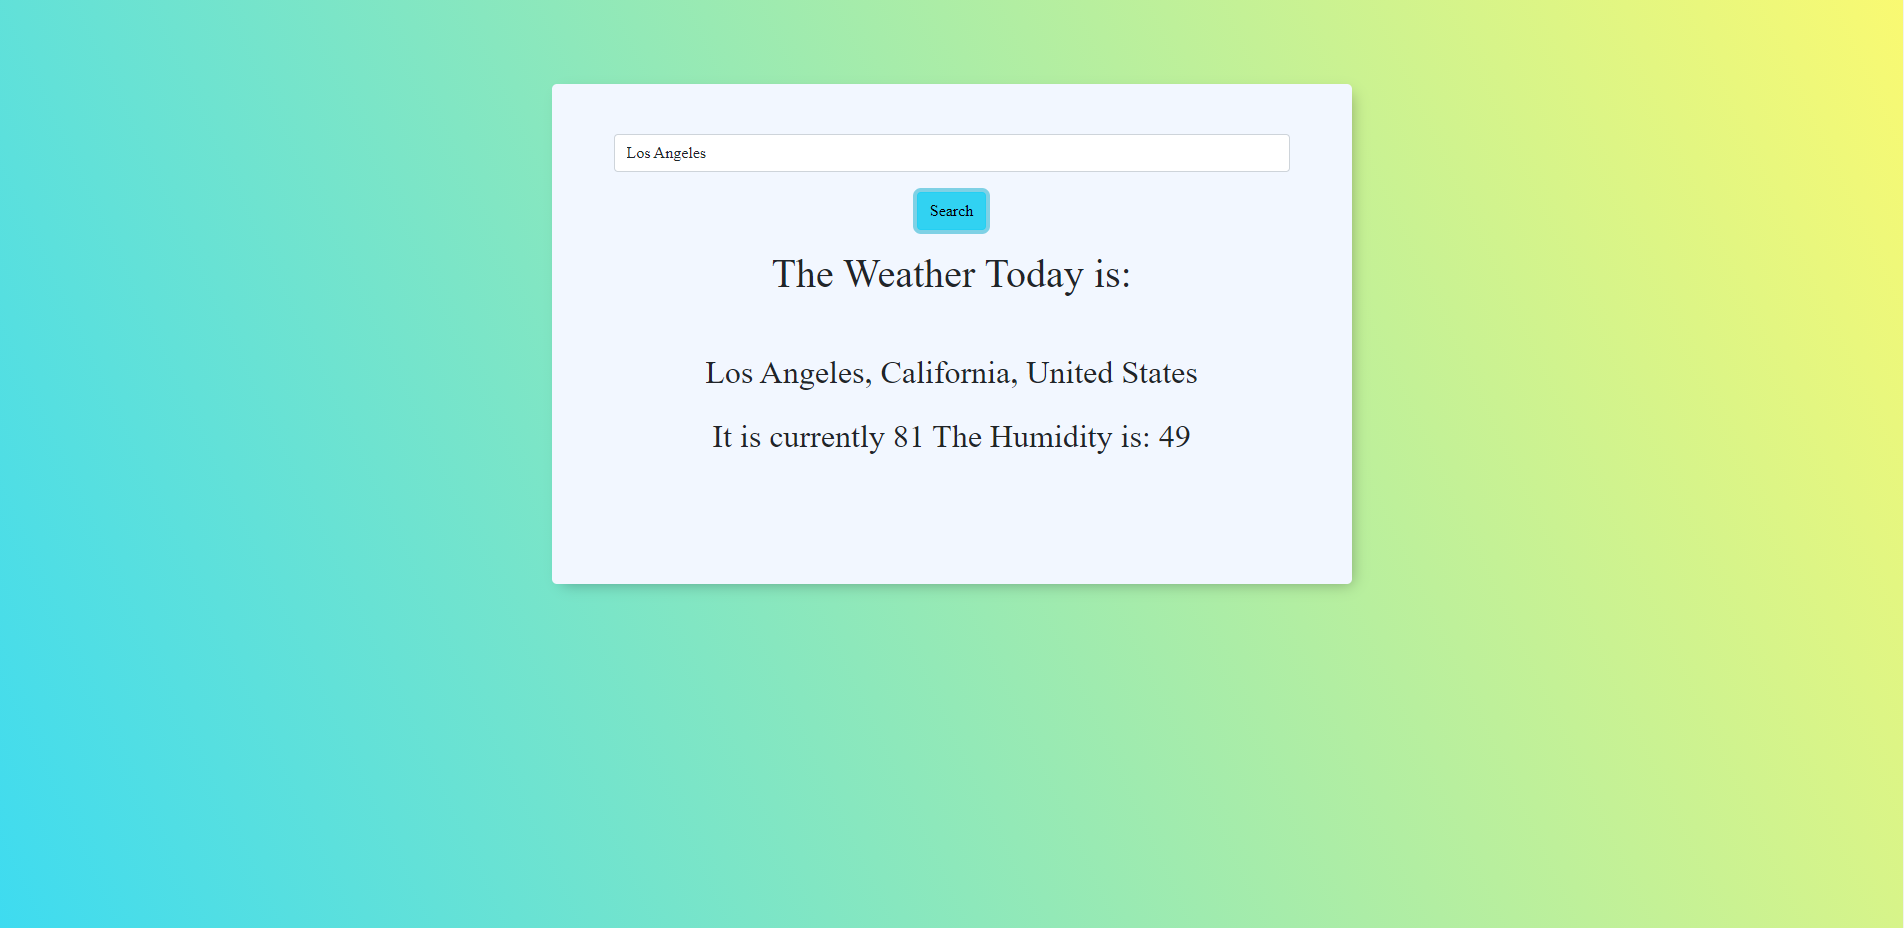 Los Angeles
Search
The Weather Today is:
Los Angeles, California, United States
It is currently 81 The Humidity is: 49